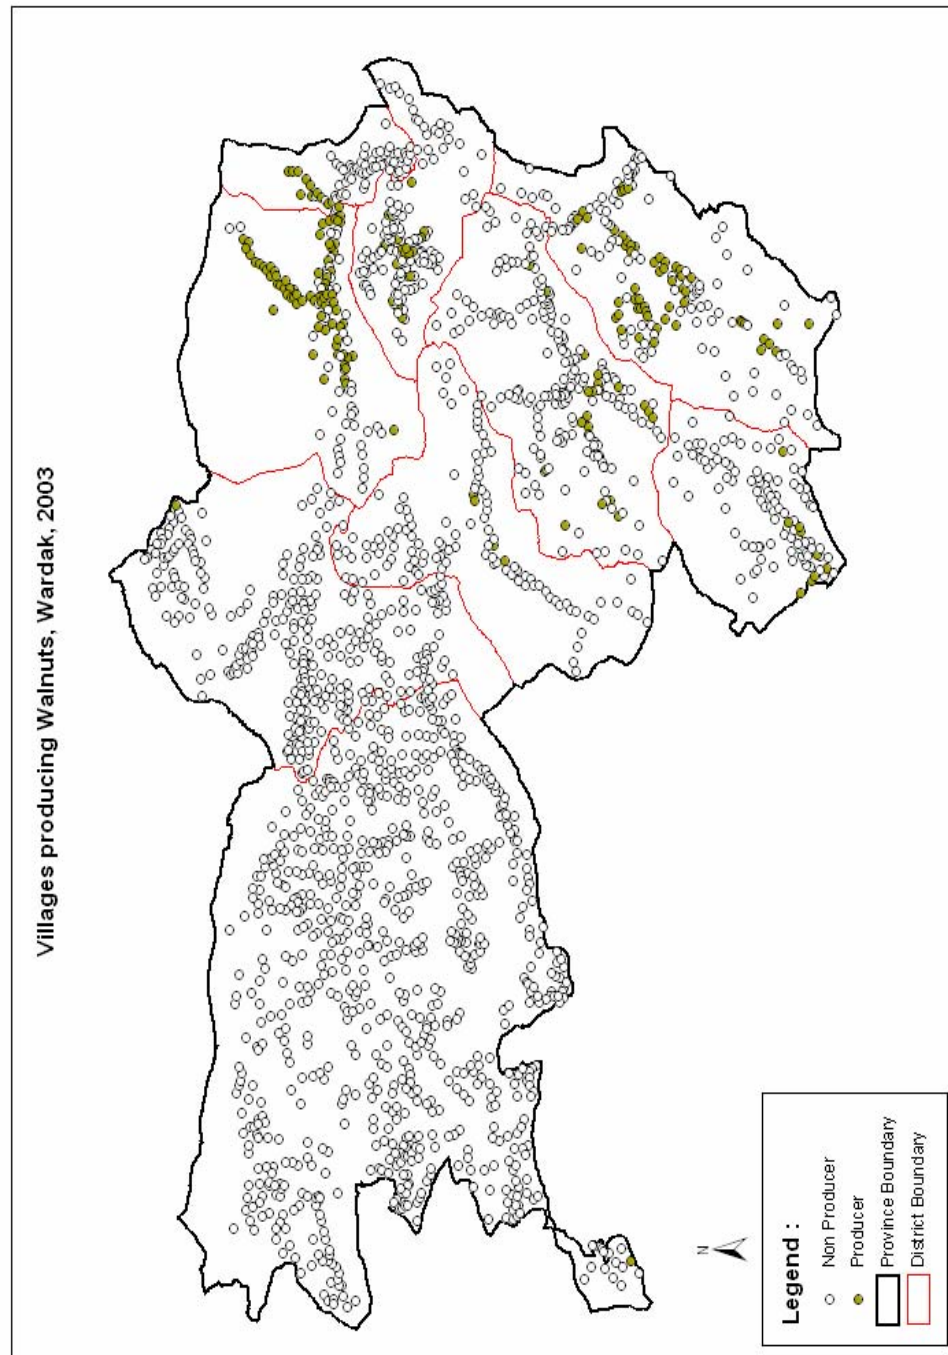 Villages producing Walnuts, Wardak, 2003
N
Legend :
Non Producer
Producer
Province Boundary
District Boundary